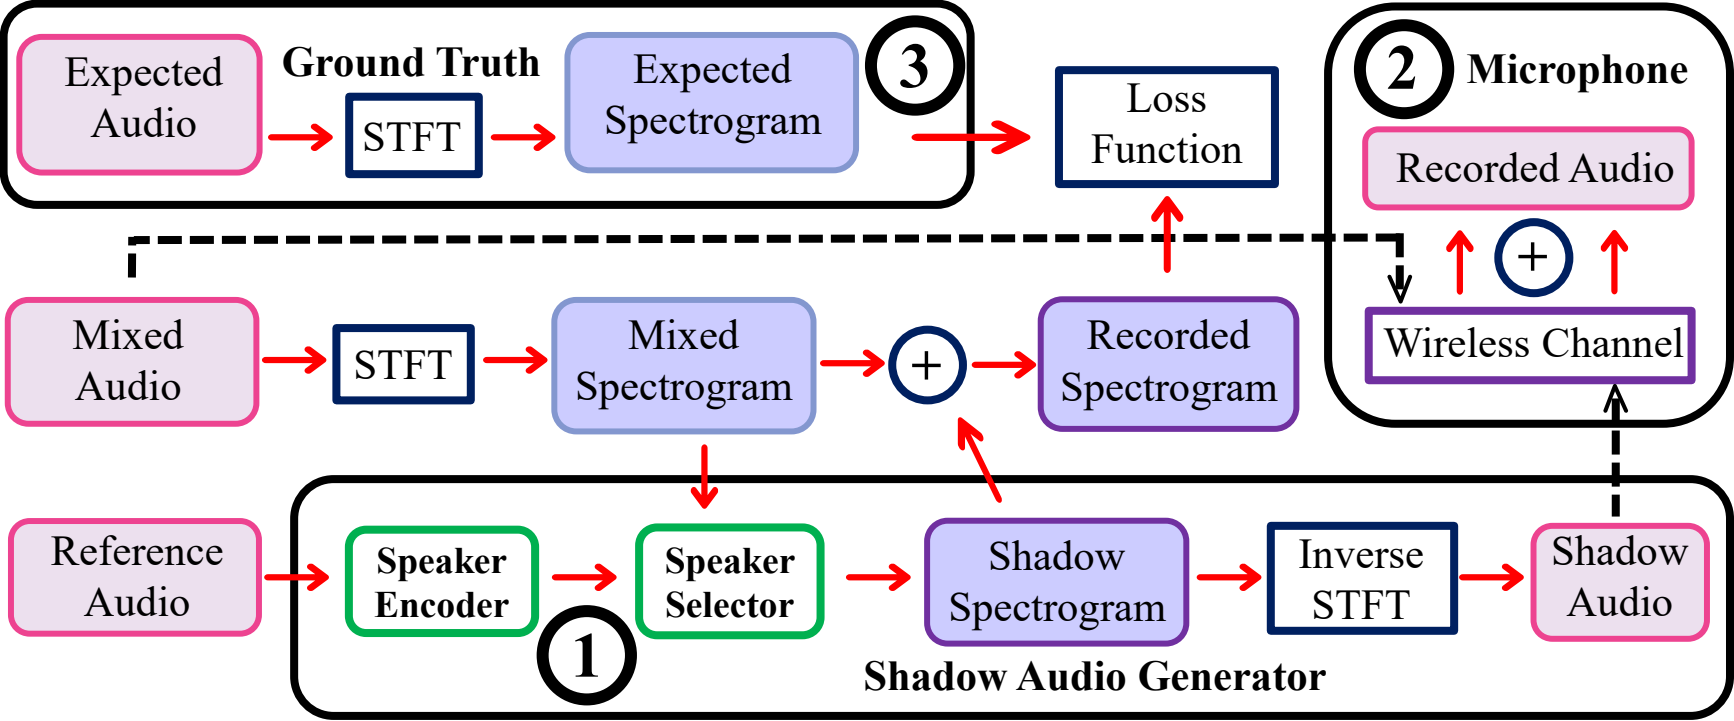 Expected
Audio
Ground Truth
STFT
Expected
Spectrogram
3
Loss
Function
2
Microphone
Recorded Audio
+
Wireless Channel
Mixed
Audio
STFT
Mixed
Spectrogram
+
Recorded
Spectrogram
Reference
Audio
Speaker
Encoder
1
Speaker
Selector
Shadow
Spectrogram
Inverse
STFT
Shadow
Audio
Shadow Audio Generator